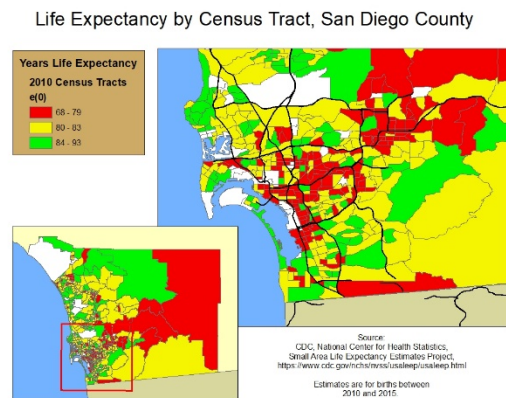 Life Expectancy by Census Tract, San Diego County
Years Life Expectancy
2010 Census Tracts
e(0)
68 - 79
80 - 83
84 - 93
Source:
CDC, National Center for Health Statistics,
Small Area Life Expectancy Estimates Project,
https://www.cdc.gov/nchs/nvss/usaleep/usaleep.html
Estimates are for births between
2010 and 2015.